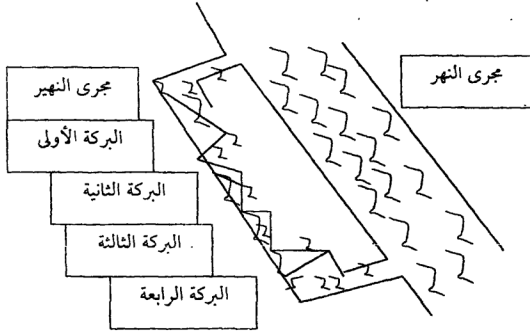 مجرى النهر
مجرى النهير
البركة الأولى
البركة الثانية
البركة الثالثة
البركة الرابعة